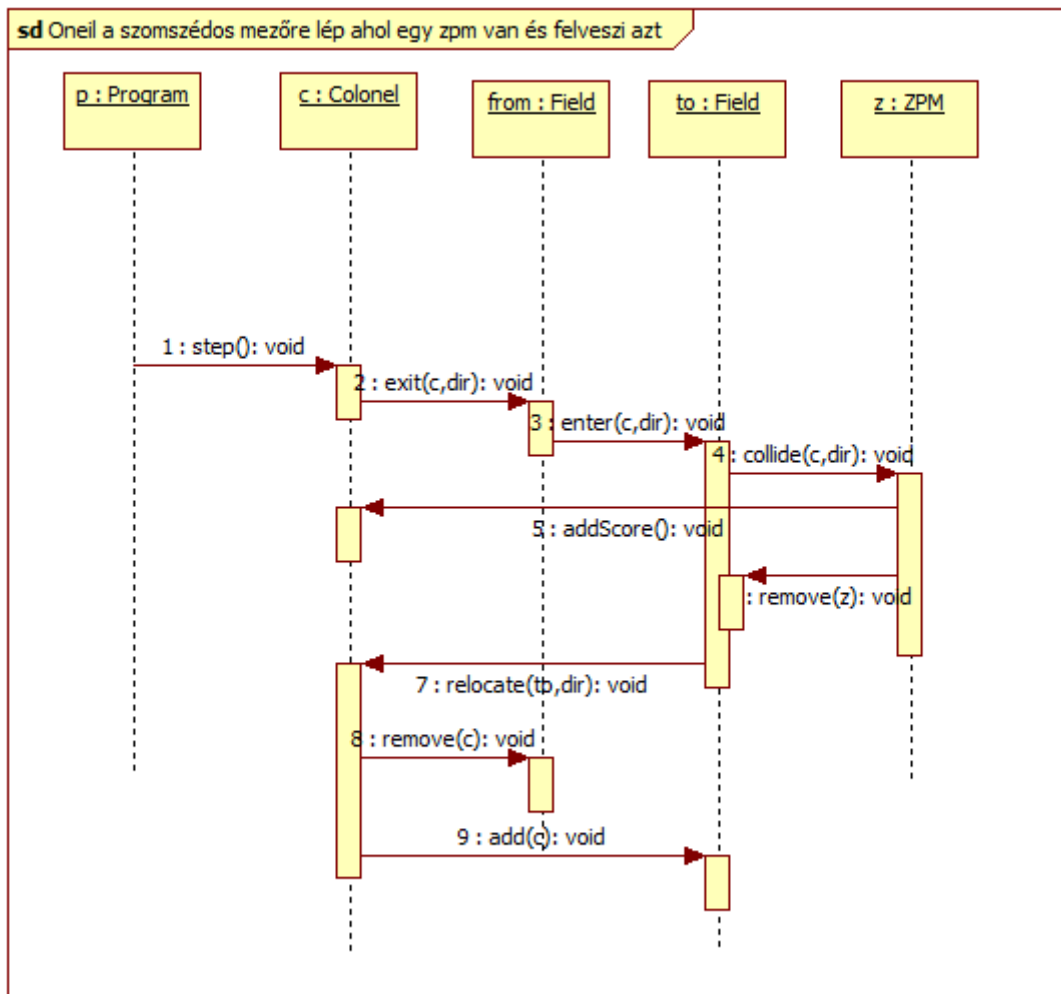 sd Oneil a szomszédos mezőre lép ahol egy zpm van és felveszi azt
p : Program
c : Colonel
from : Field
to : Field
z : ZPM
1 : step(): void
2 : exit(c,dir): void
3 : enter(c,dir): void
4 : collide(c,dir): void
5 : addScore(): void
: remove(z): void
7 : relocate(to,dir): void
8 : remove(c): void
9 : add(c): void